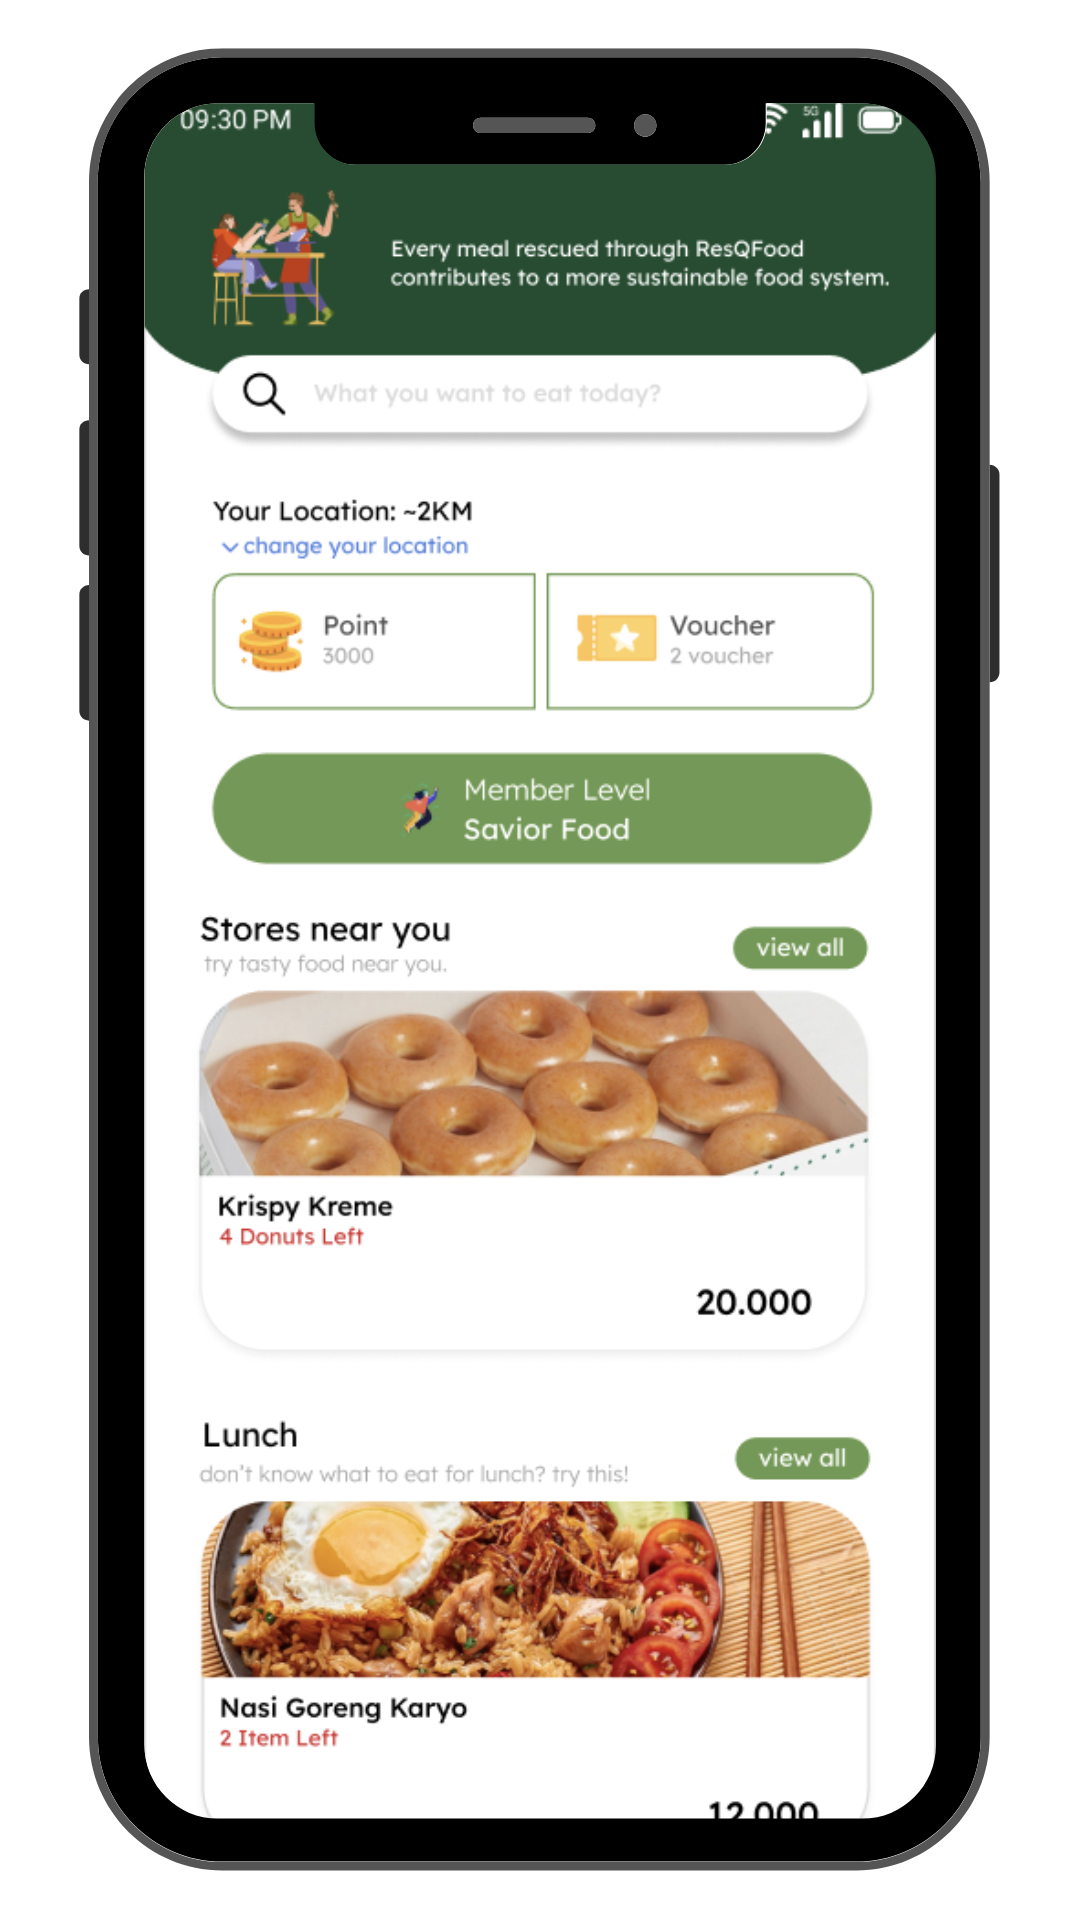 09:30 PM
5G
Every meal rescued through ResQFood
contributes to a more sustainable food system.
What you want to eat today?
Your Location: ~2KM
change your location
Point
3000
Voucher
2 voucher
Member Level
Savior Food
Stores near you
try tasty food near you.
view all
Krispy Kreme
4 Donuts Left
20.000
Lunch
don't know what to eat for lunch? try this!
view all
Nasi Goreng Karyo
2 Item Left
12.000